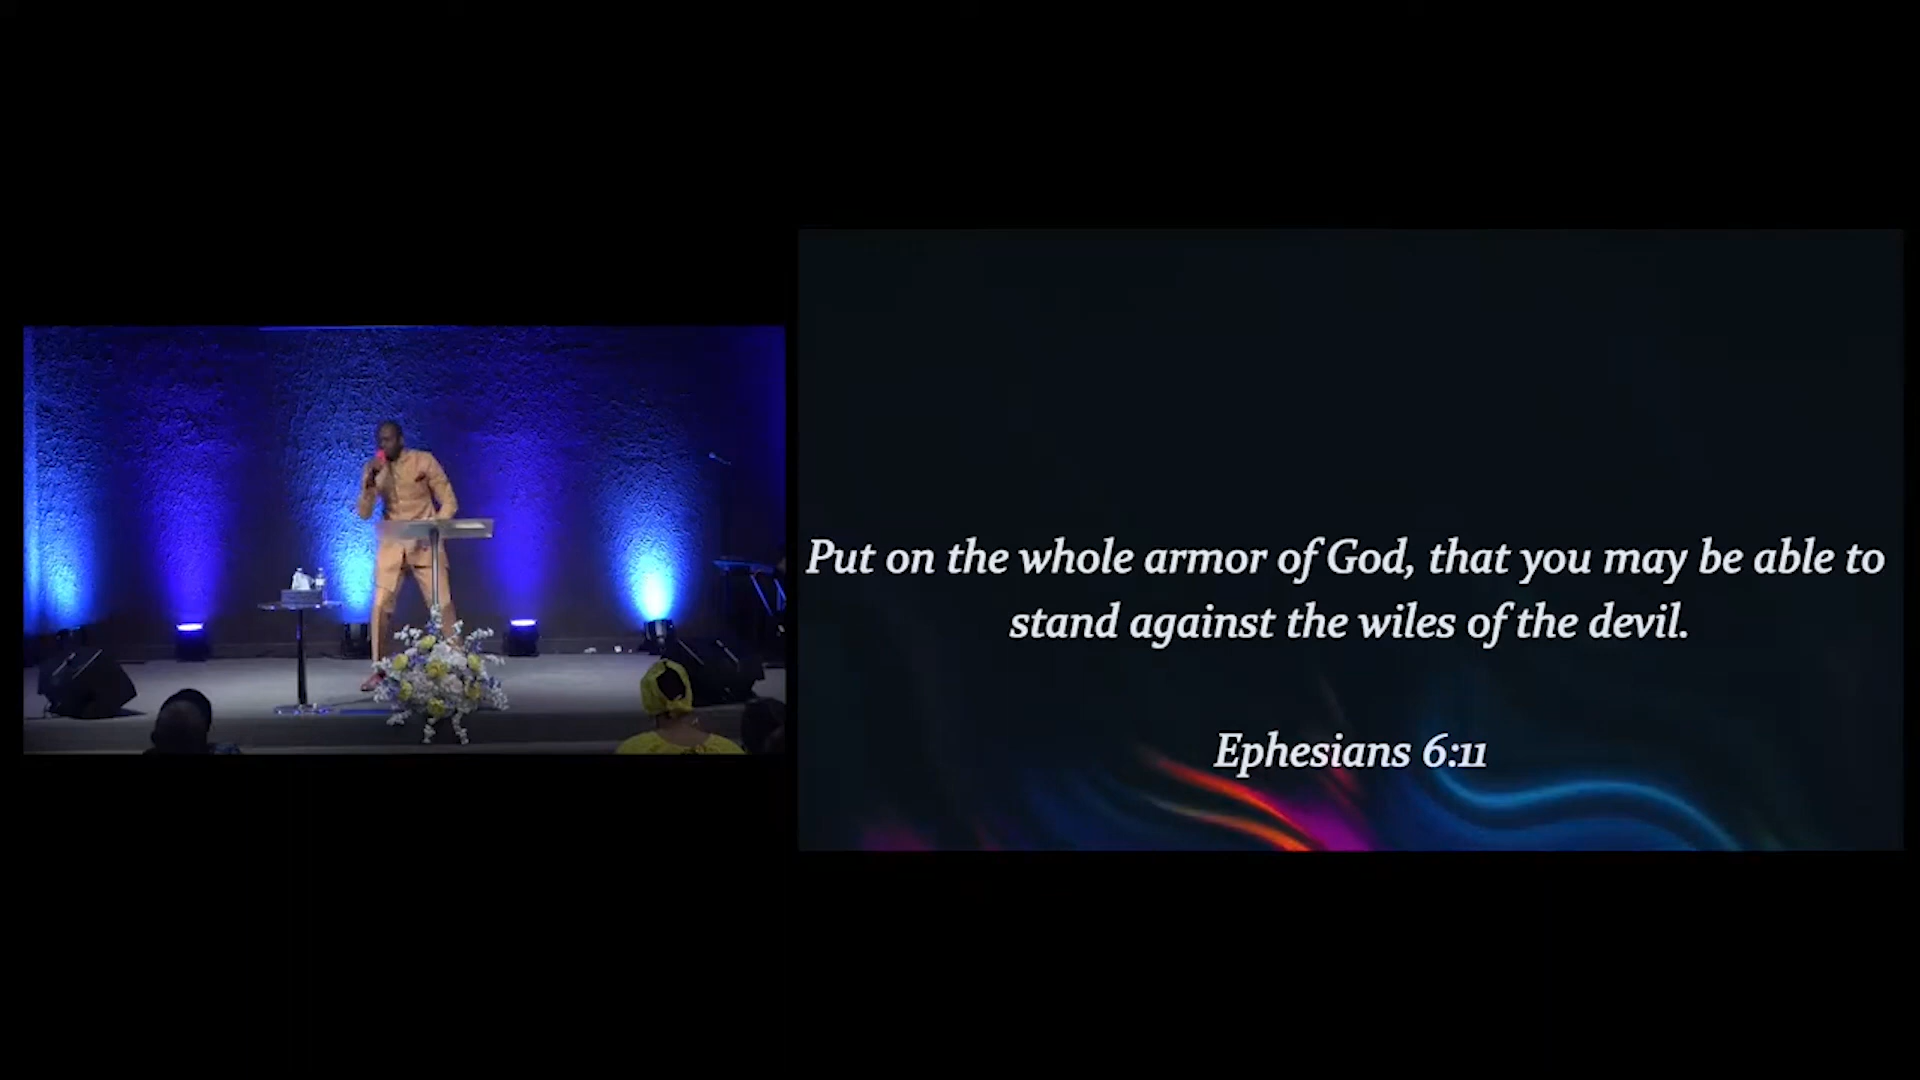 Put on the whole armor of God, that you may be able to
stand against the wiles of the devil.
Ephesians 6:11